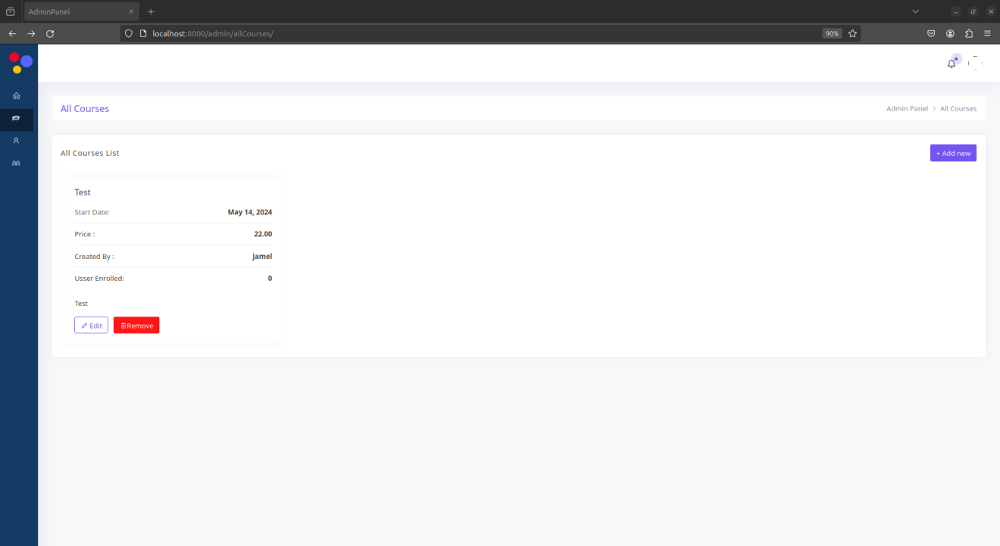 AdminPanel
localhost:8000/admin/allCourses/
90%
All Courses
Admin Panel > All Courses
All Courses List
+ Add new
Test
Start Date: May 14, 2024
Price : 22.00
Created By : jamel
Usser Enrolled: 0
Test
Edit Remove